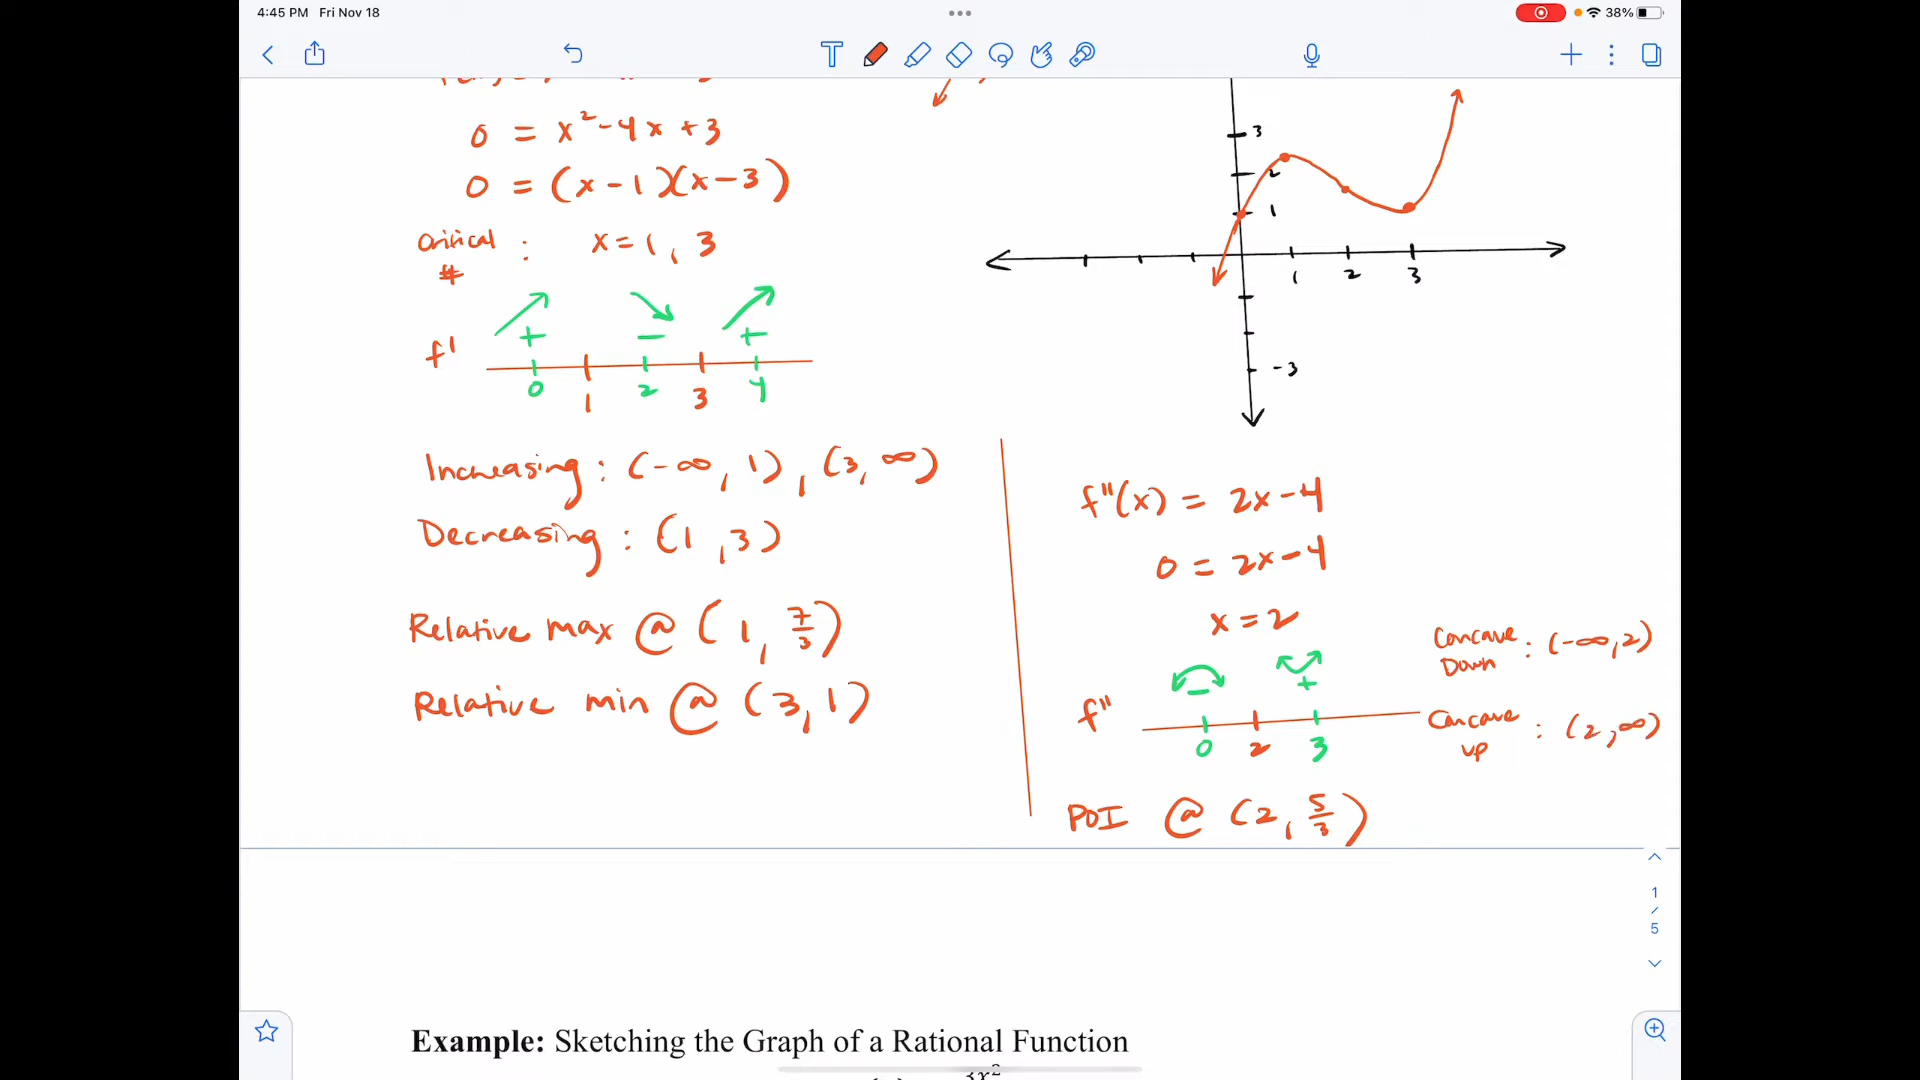 4:45 PM Fri Nov 18
38%
0 = x² - 4x + 3
0 = (x - 1)(x - 3)
Critical # : x = 1, 3
f'
+ - +
0 1 2 3 4
Increasing : (-∞, 1), (3, ∞)
Decreasing : (1, 3)
Relative max @ (1, 7/3)
Relative min @ (3, 1)
3
2
1
1 2 3
-3
f''(x) = 2x - 4
0 = 2x - 4
x = 2
f''
- +
0 2 3
Concave Down : (-∞, 2)
Concave up : (2, ∞)
POI @ (2, 5/3)
1 / 5
Example: Sketching the Graph of a Rational Function
3x²